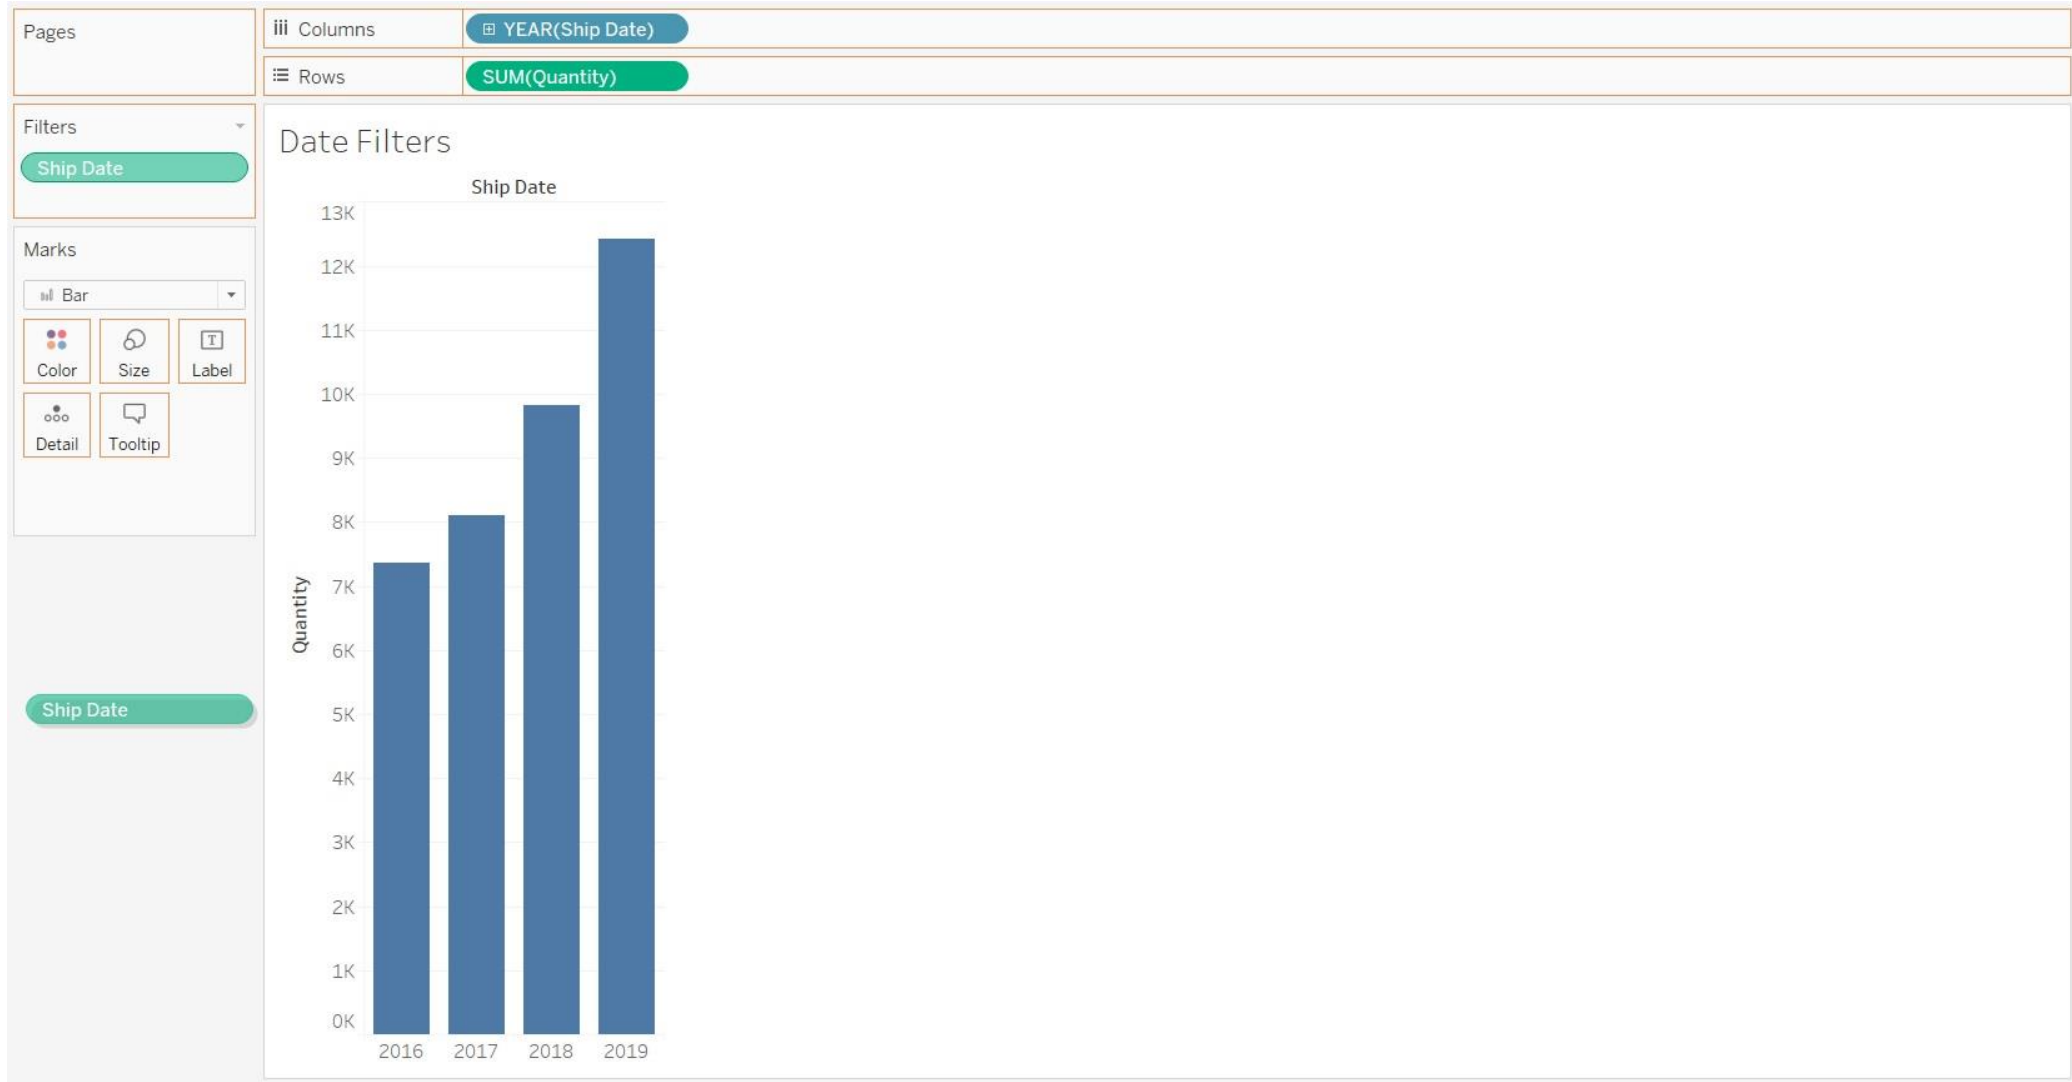 Pages
Columns
YEAR(Ship Date)
Rows
SUM(Quantity)
Filters
Ship Date
Marks
Bar
Color
Size
Label
Detail
Tooltip
Ship Date
Date Filters
Ship Date
13K
12K
11K
10K
9K
8K
7K
6K
5K
4K
3K
2K
1K
0K
Quantity
2016 2017 2018 2019